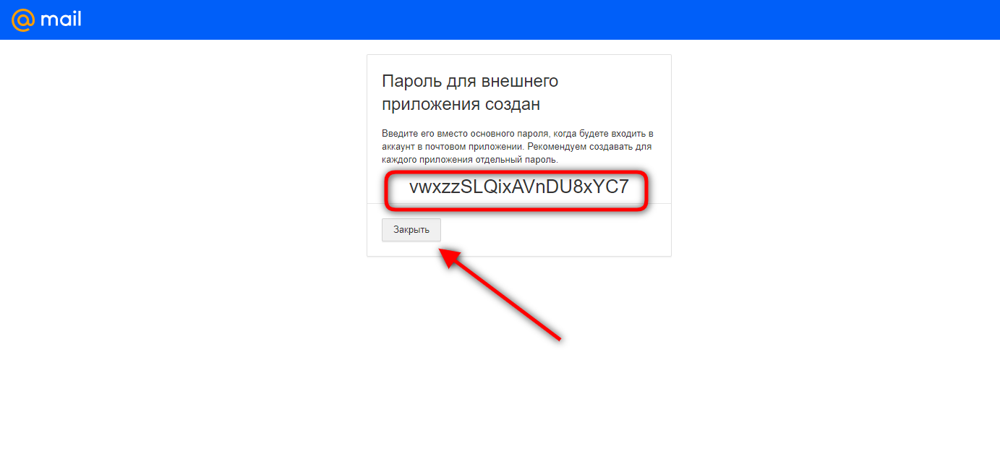 @mail
Пароль для внешнего
приложения создан
Введите его вместо основного пароля, когда будете входить в
аккаунт в почтовом приложении. Рекомендуем создавать для
каждого приложения отдельный пароль.
vwxzzSLQixAVnDU8xYC7
Закрыть